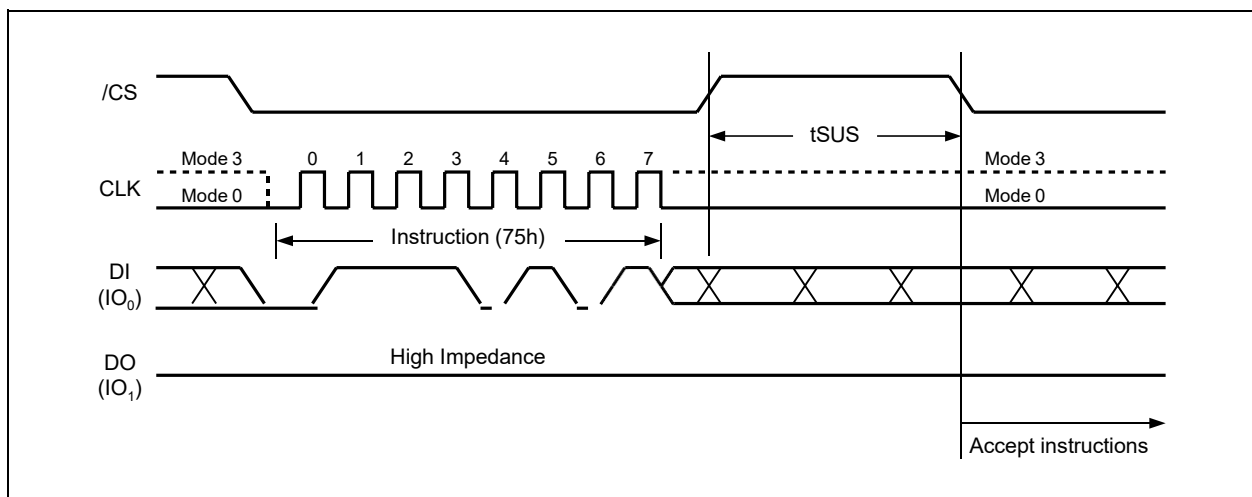 /CS
tSUS
Mode 3 0 1 2 3 4 5 6 7 Mode 3
CLK
Mode 0 Mode 0
Instruction (75h)
DI
(IO₀)
High Impedance
DO
(IO₁)
Accept instructions